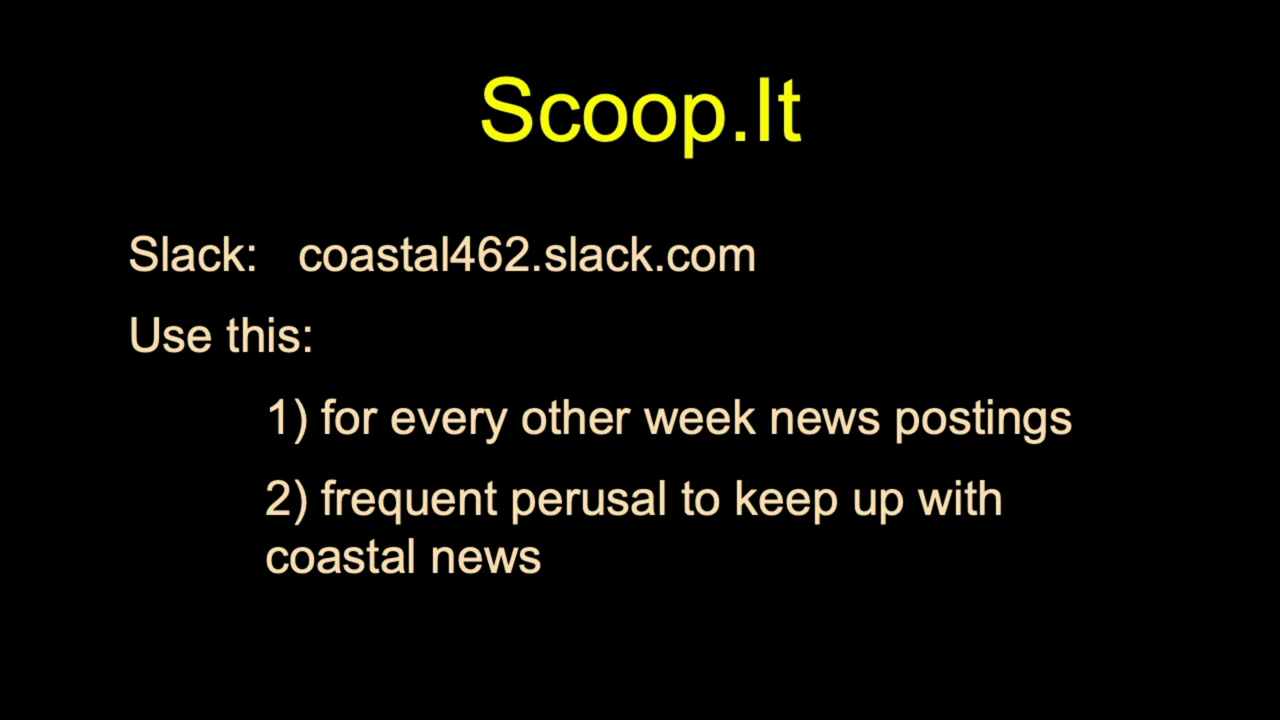 Scoop.It
Slack: coastal462.slack.com
Use this:
1) for every other week news postings
2) frequent perusal to keep up with
coastal news